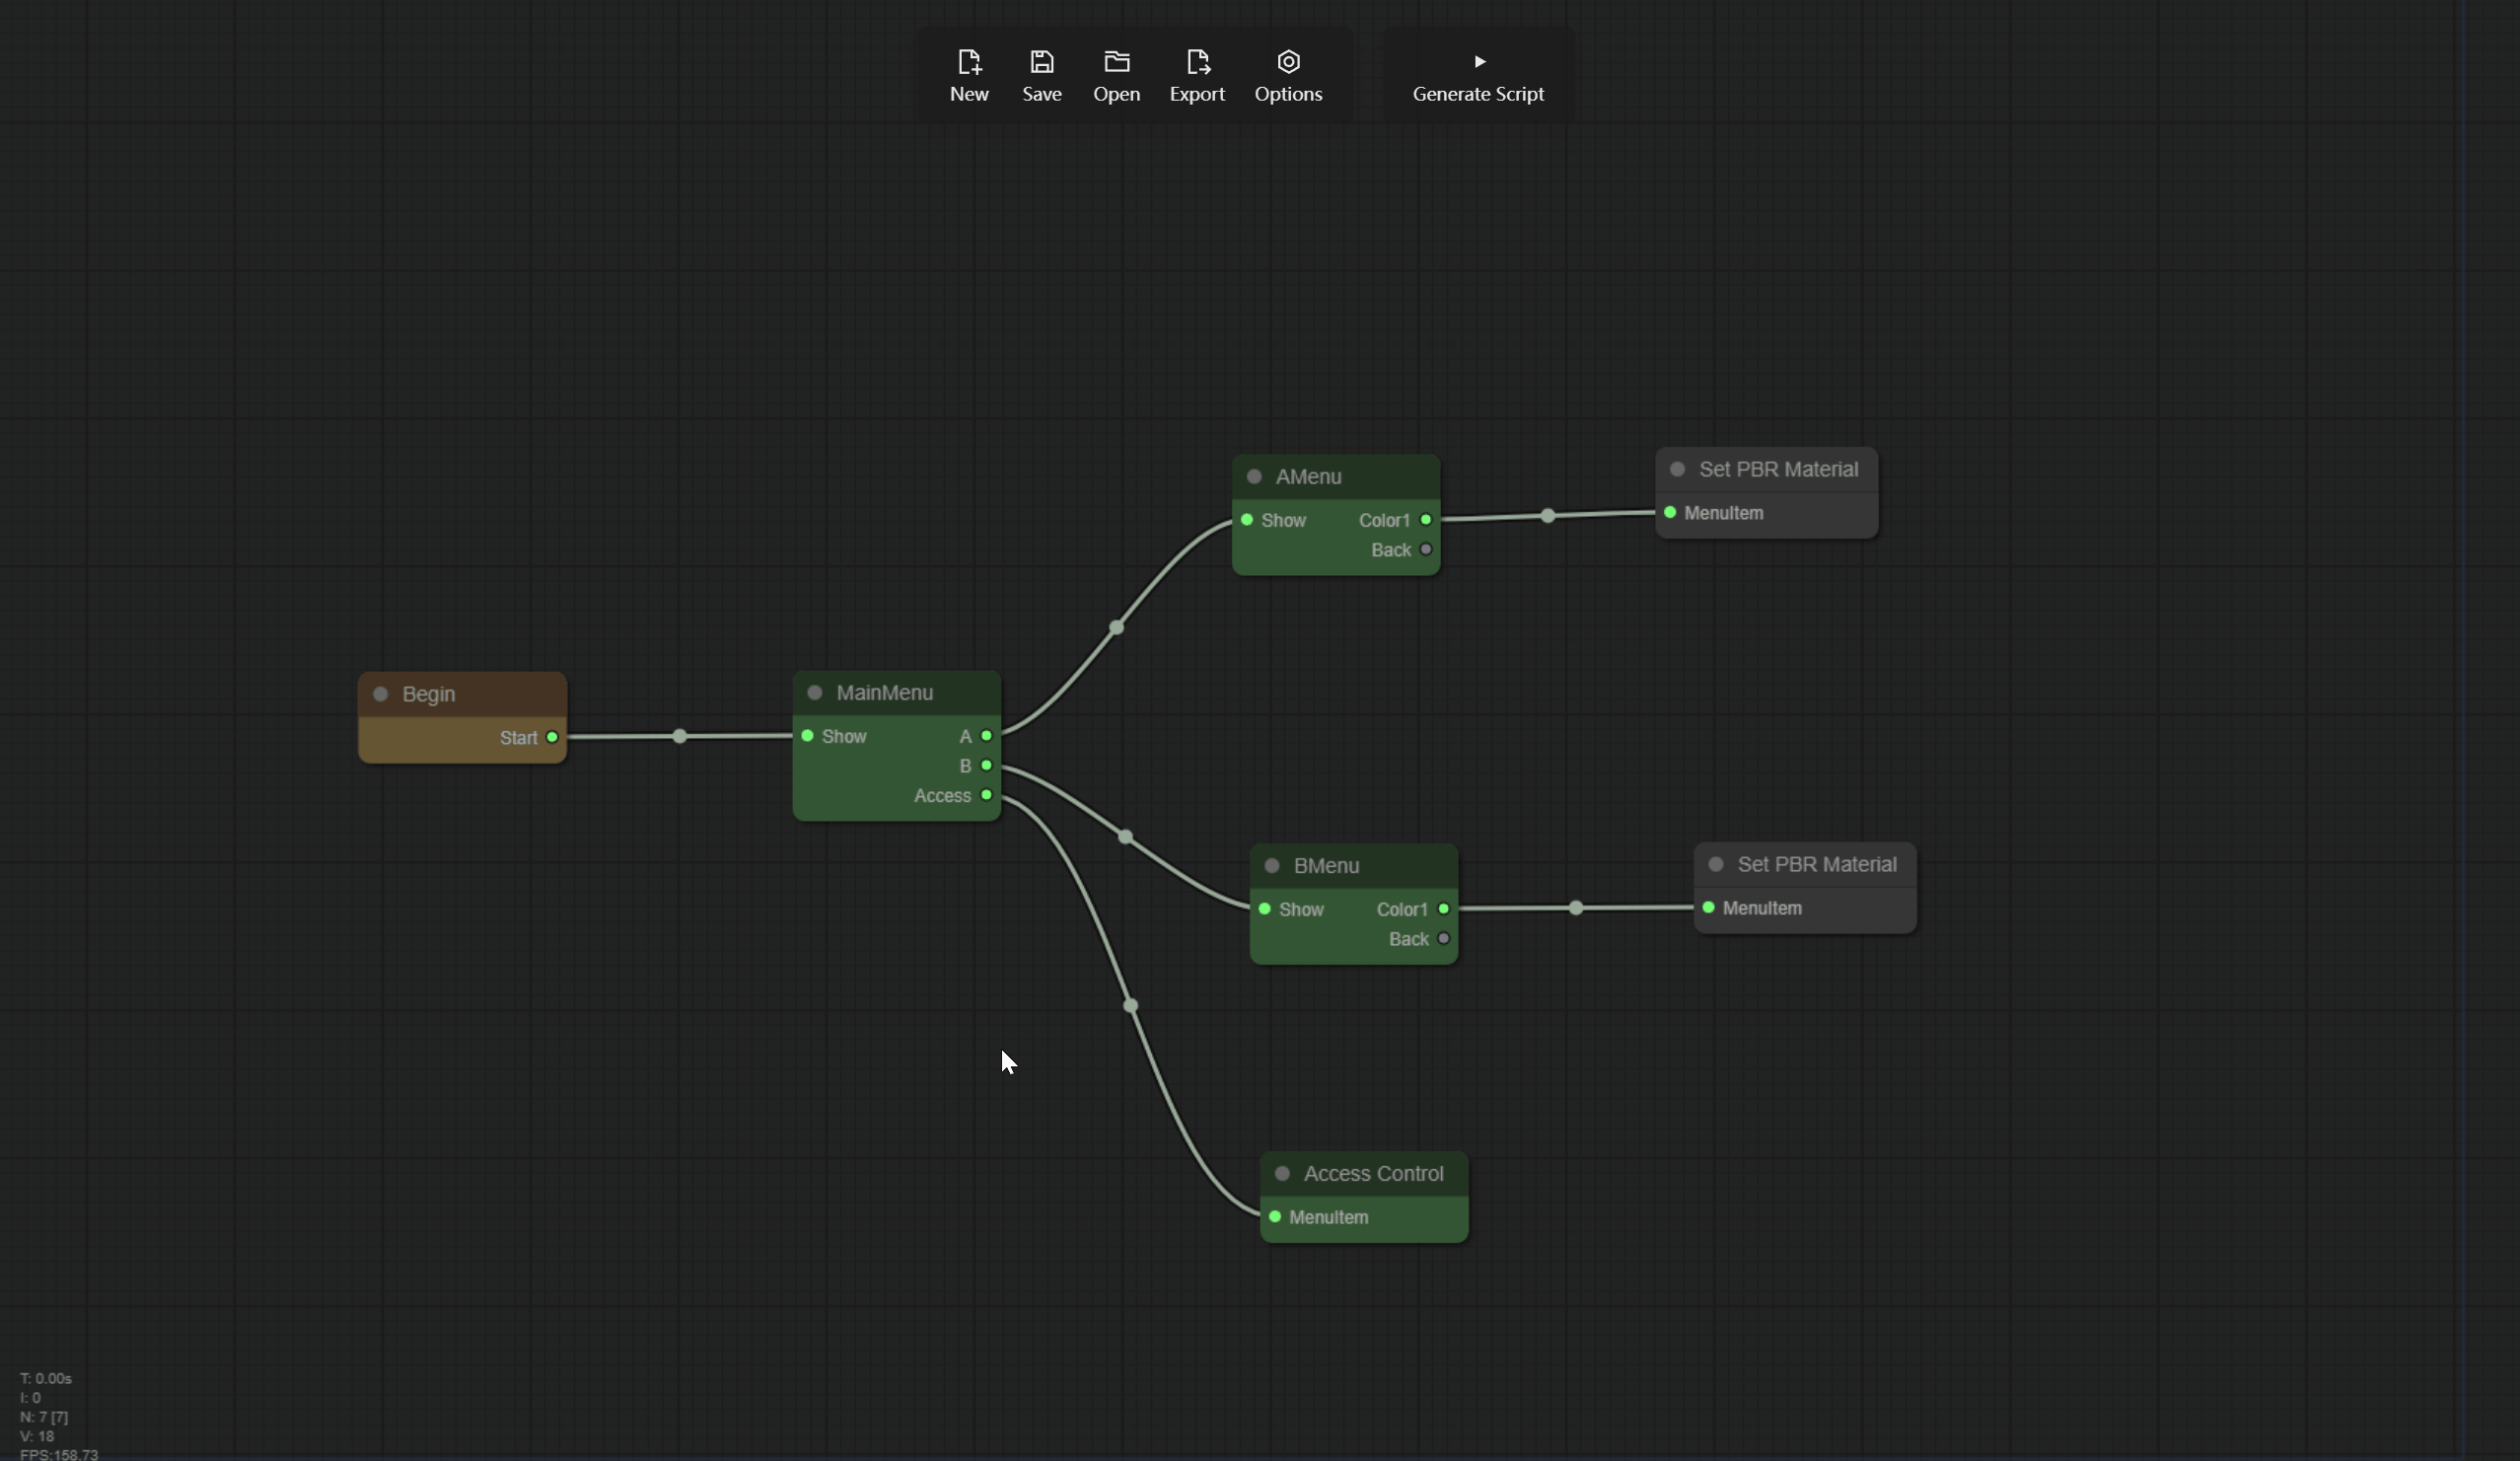 New Save Open Export Options Generate Script
AMenu
Show Color1
Back
Set PBR Material
MenuItem
Begin
Start
MainMenu
Show A
B
Access
BMenu
Show Color1
Back
Set PBR Material
MenuItem
Access Control
MenuItem
T: 0.00s
I: 0
N: 7 [7]
V: 18
FPS:158.73